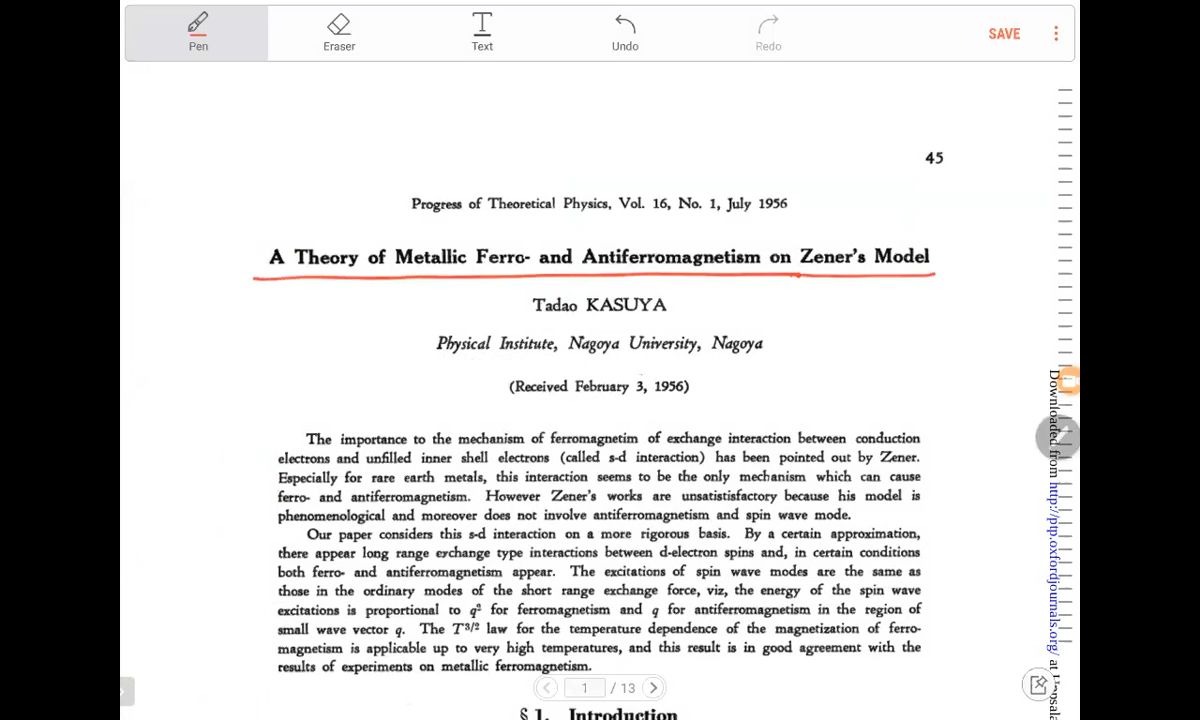 Pen
Eraser
Text
Undo
Redo
SAVE
45
Progress of Theoretical Physics, Vol. 16, No. 1, July 1956
A Theory of Metallic Ferro- and Antiferromagnetism on Zener's Model
Tadao KASUYA
Physical Institute, Nagoya University, Nagoya
(Received February 3, 1956)
The importance to the mechanism of ferromagnetim of exchange interaction between conduction
electrons and unfilled inner shell electrons (called s-d interaction) has been pointed out by Zener.
Especially for rare earth metals, this interaction seems to be the only mechanism which can cause
ferro- and antiferromagnetism. However Zener's works are unsatistisfactory because his model is
phenomenological and moreover does not involve antiferromagnetism and spin wave mode.
Our paper considers this s-d interaction on a more rigorous basis. By a certain approximation,
there appear long range exchange type interactions between d-electron spins and, in certain conditions
both ferro- and antiferromagnetism appear. The excitations of spin wave modes are the same as
those in the ordinary modes of the short range exchange force, viz, the energy of the spin wave
excitations is proportional to q² for ferromagnetism and q for antiferromagnetism in the region of
small wave vector q. The T³/² law for the temperature dependence of the magnetization of ferro-
magnetism is applicable up to very high temperatures, and this result is in good agreement with the
results of experiments on metallic ferromagnetism.
1 / 13
§ 1. Introduction
Downloaded from http://ptp.oxfordjournals.org/ at